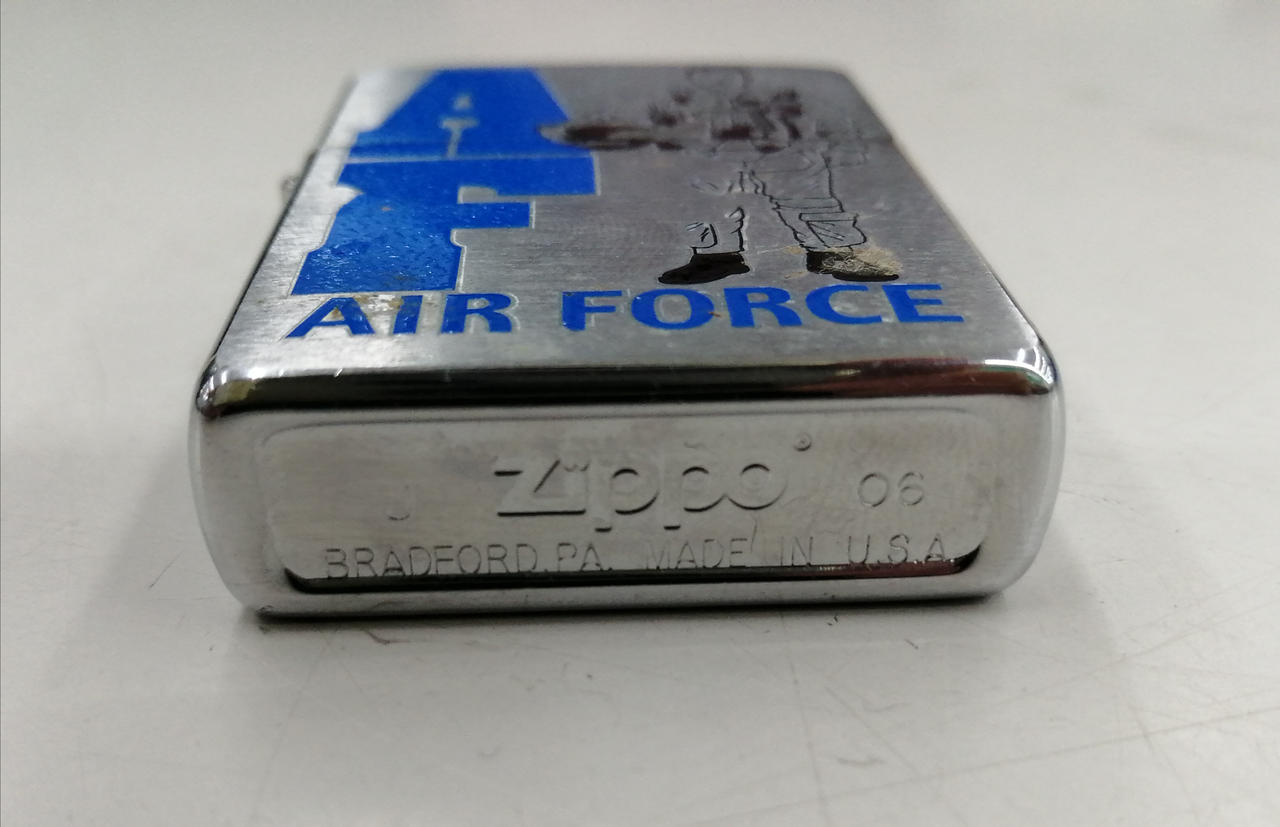 AF
AIR FORCE
J Zippo® 06
BRADFORD,PA. MADE IN U.S.A